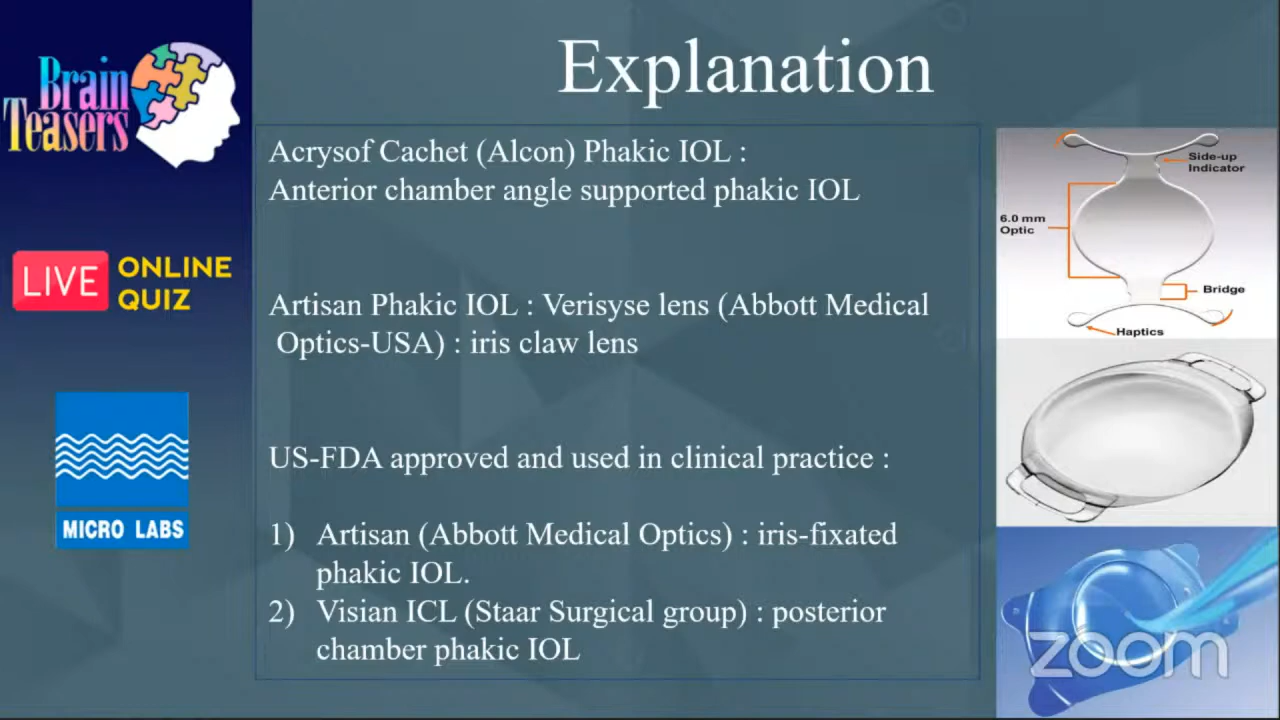 Brain
Teasers
LIVE
ONLINE
QUIZ
MICRO LABS
Explanation
Acrysof Cachet (Alcon) Phakic IOL :
Anterior chamber angle supported phakic IOL
Artisan Phakic IOL : Verisyse lens (Abbott Medical
Optics-USA) : iris claw lens
US-FDA approved and used in clinical practice :
1) Artisan (Abbott Medical Optics) : iris-fixated
phakic IOL.
2) Visian ICL (Staar Surgical group) : posterior
chamber phakic IOL
Side-up
Indicator
6.0 mm
Optic
Bridge
Haptics
zoom